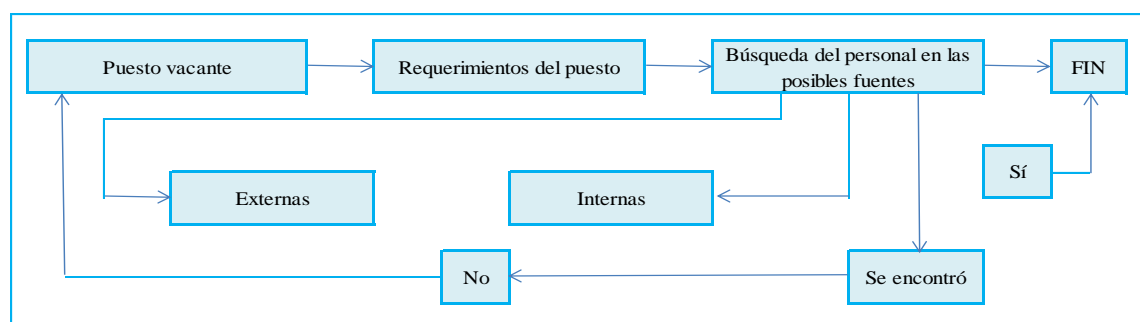 Puesto vacante
Requerimientos del puesto
Búsqueda del personal en las
posibles fuentes
FIN
Sí
Externas
Internas
No
Se encontró